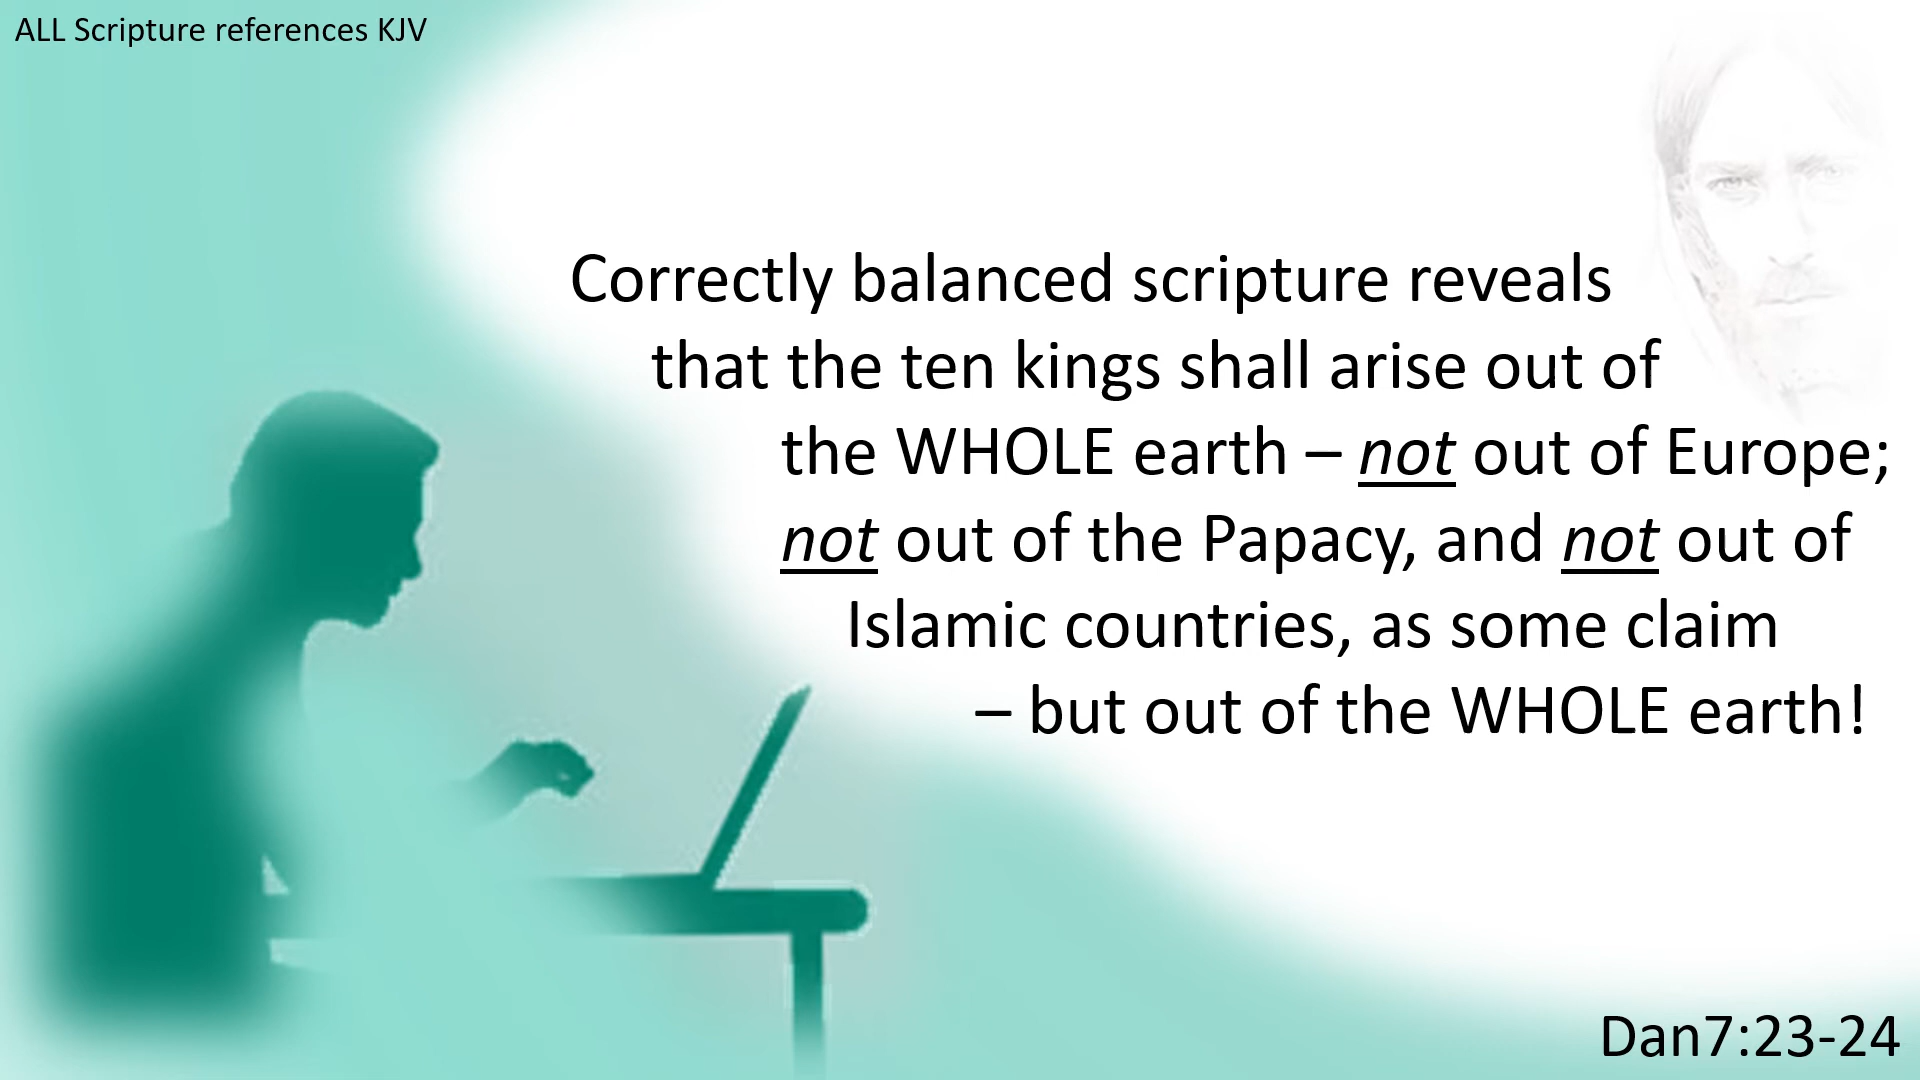 ALL Scripture references KJV
Correctly balanced scripture reveals
that the ten kings shall arise out of
the WHOLE earth – not out of Europe;
not out of the Papacy, and not out of
Islamic countries, as some claim
– but out of the WHOLE earth!
Dan7:23-24